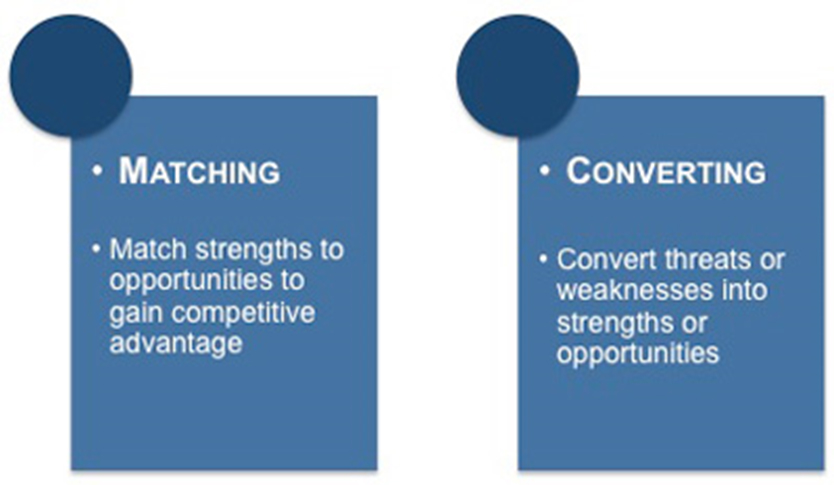 • MATCHING
• Match strengths to
opportunities to
gain competitive
advantage
• CONVERTING
• Convert threats or
weaknesses into
strengths or
opportunities